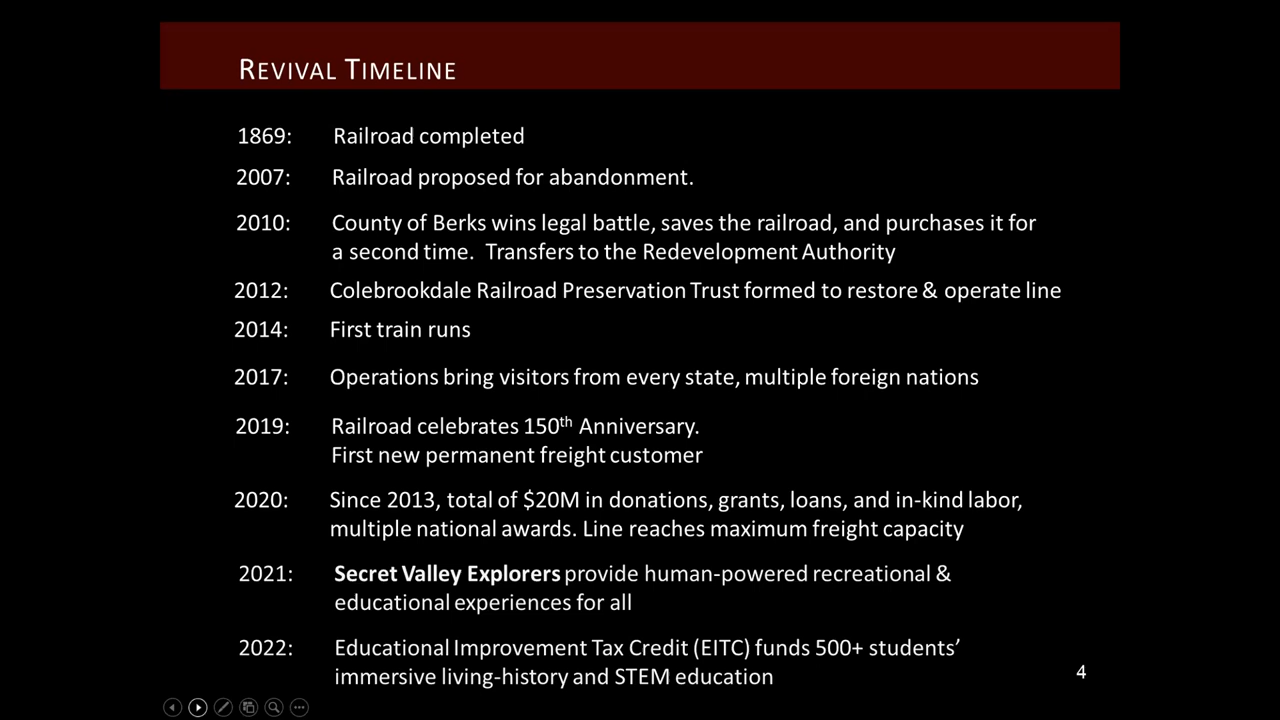 REVIVAL TIMELINE
1869: Railroad completed
2007: Railroad proposed for abandonment.
2010: County of Berks wins legal battle, saves the railroad, and purchases it for
a second time. Transfers to the Redevelopment Authority
2012: Colebrookdale Railroad Preservation Trust formed to restore & operate line
2014: First train runs
2017: Operations bring visitors from every state, multiple foreign nations
2019: Railroad celebrates 150th Anniversary.
First new permanent freight customer
2020: Since 2013, total of $20M in donations, grants, loans, and in-kind labor,
multiple national awards. Line reaches maximum freight capacity
2021: Secret Valley Explorers provide human-powered recreational &
educational experiences for all
2022: Educational Improvement Tax Credit (EITC) funds 500+ students’
immersive living-history and STEM education
4